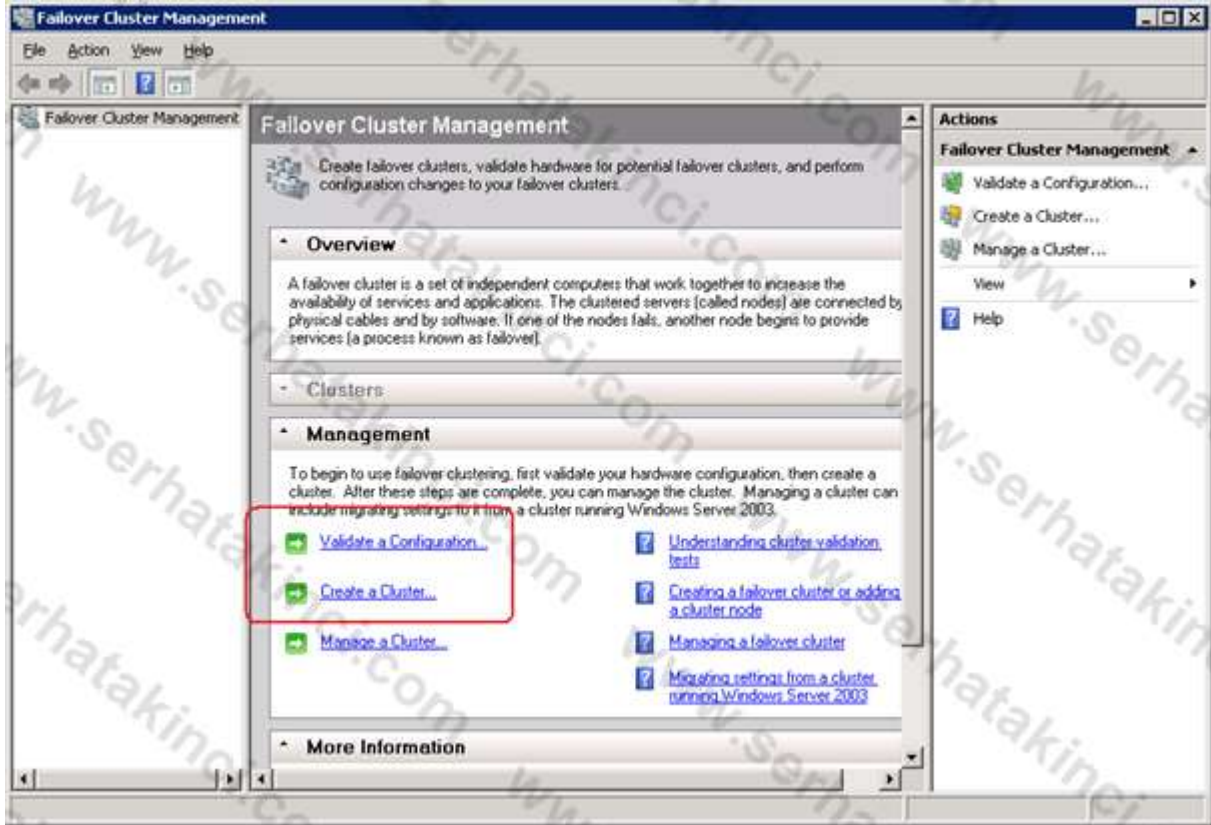 Failover Cluster Management
File Action View Help
Failover Cluster Management
Failover Cluster Management
Create failover clusters, validate hardware for potential failover clusters, and perform
configuration changes to your failover clusters.
Overview
A failover cluster is a set of independent computers that work together to increase the
availability of services and applications. The clustered servers (called nodes) are connected by
physical cables and by software. If one of the nodes fails, another node begins to provide
services (a process known as failover).
Clusters
Management
To begin to use failover clustering, first validate your hardware configuration, then create a
cluster. After these steps are complete, you can manage the cluster. Managing a cluster can
include migrating settings to it from a cluster running Windows Server 2003.
Validate a Configuration...
Understanding cluster validation
tests
Create a Cluster...
Creating a failover cluster or adding
a cluster node
Manage a Cluster...
Managing a failover cluster
Migrating settings from a cluster
running Windows Server 2003
More Information
Actions
Failover Cluster Management
Validate a Configuration...
Create a Cluster...
Manage a Cluster...
View
Help
www.serhatakinci.com